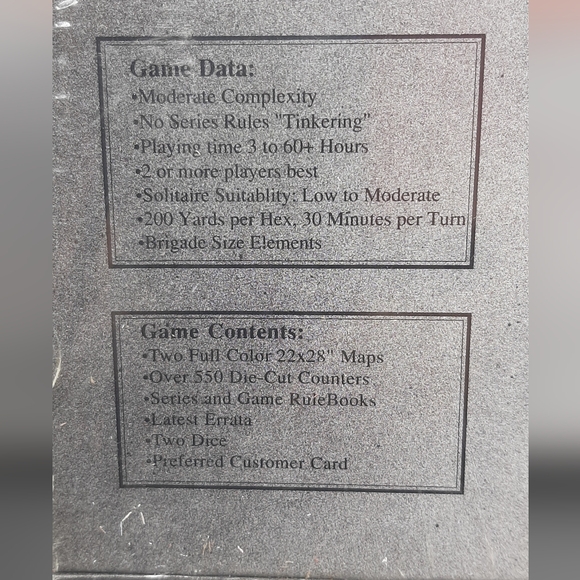 Game Data:
•Moderate Complexity
•No Series Rules "Tinkering"
•Playing time 3 to 60+ Hours
•2 or more players best
•Solitaire Suitablity: Low to Moderate
•200 Yards per Hex, 30 Minutes per Turn
•Brigade Size Elements
Game Contents:
•Two Full Color 22x28" Maps
•Over 550 Die-Cut Counters
•Series and Game RuleBooks
•Latest Errata
•Two Dice
•Preferred Customer Card